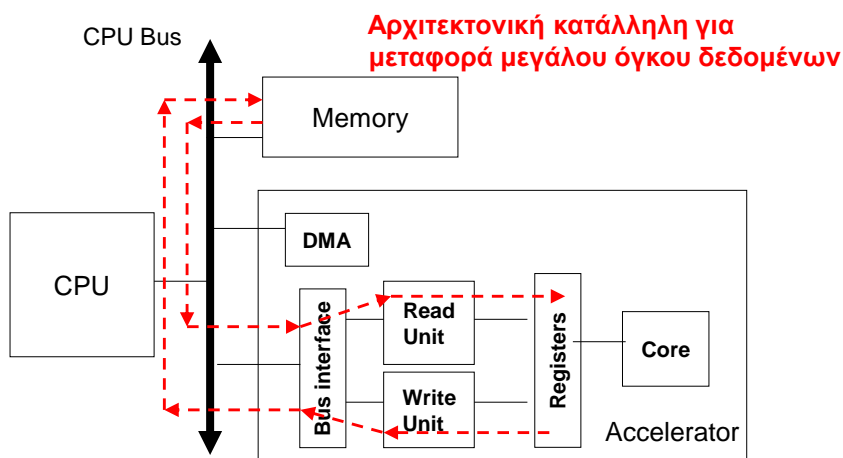 Αρχιτεκτονική κατάλληλη για
μεταφορά μεγάλου όγκου δεδομένων
CPU Bus
Memory
CPU
DMA
Bus interface
Read
Unit
Write
Unit
Registers
Core
Accelerator